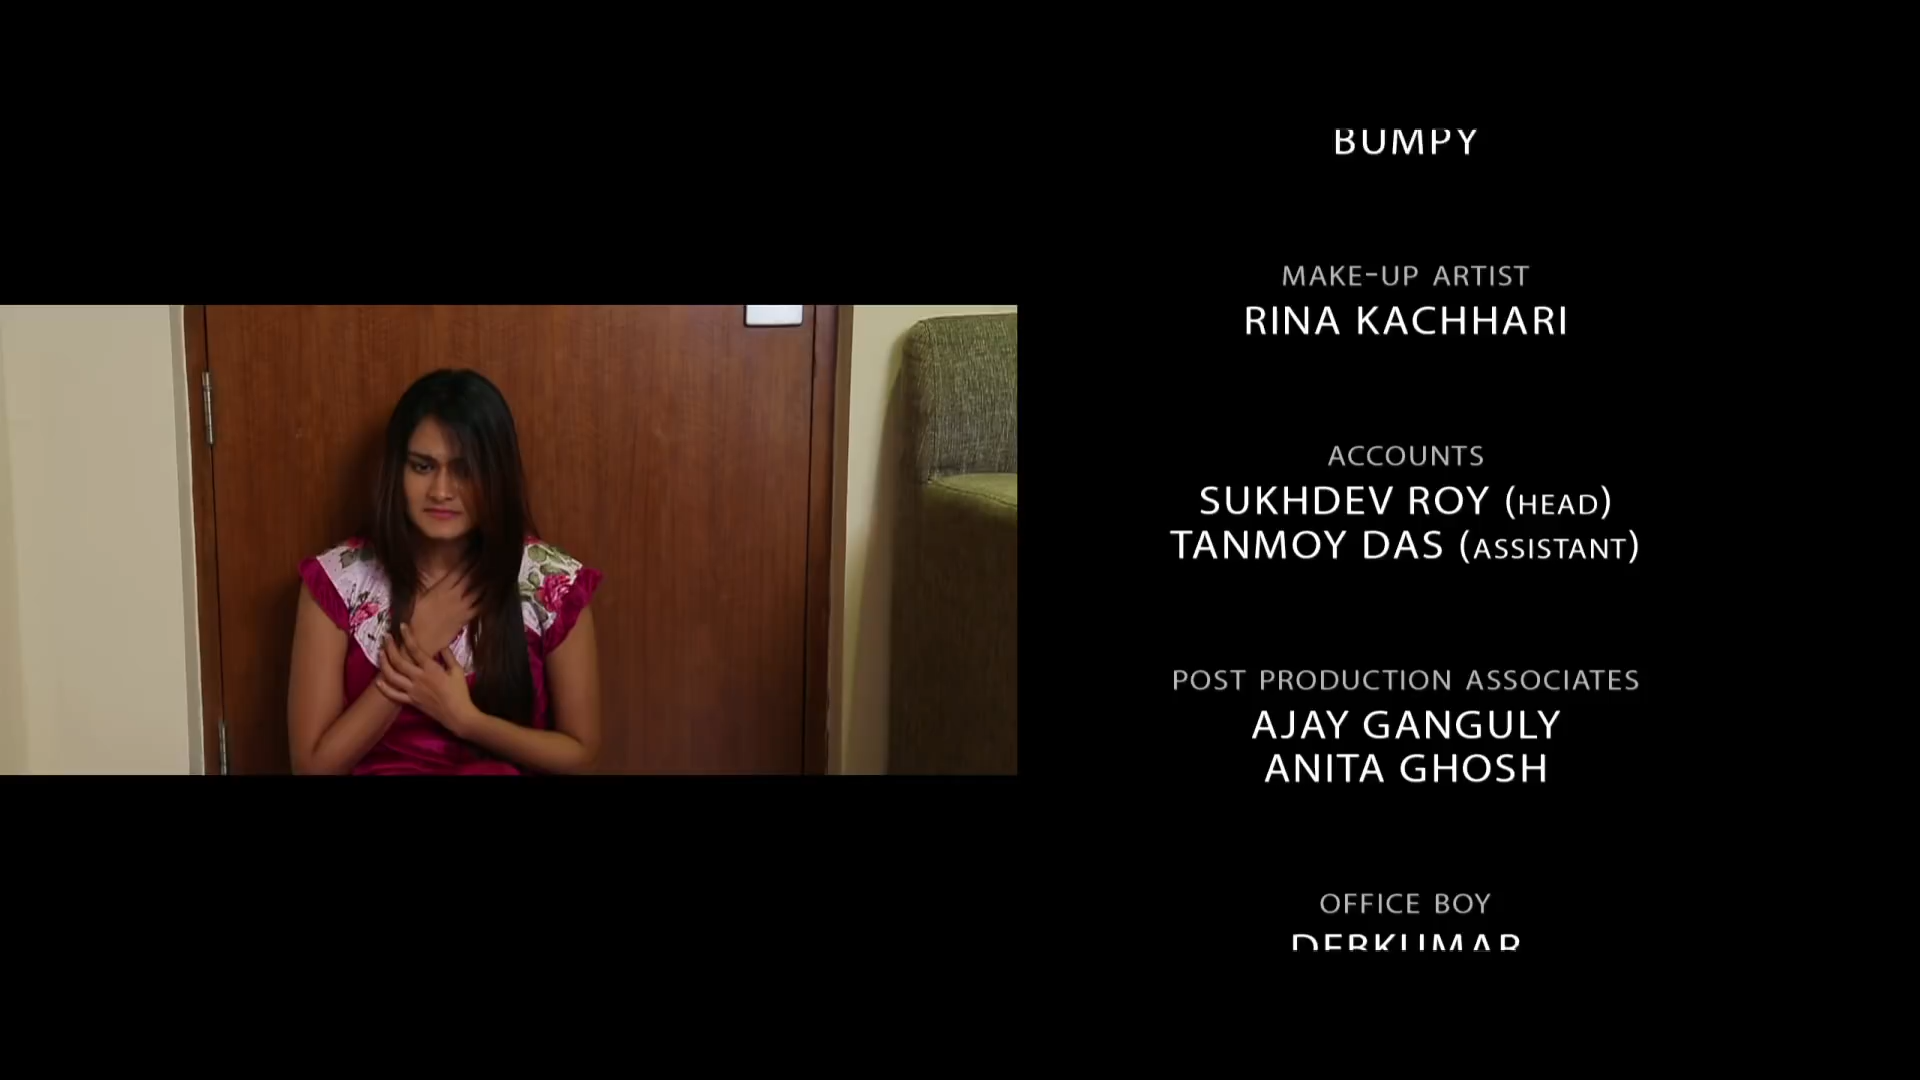 BUMPY
MAKE-UP ARTIST
RINA KACHHARI
ACCOUNTS
SUKHDEV ROY (HEAD)
TANMOY DAS (ASSISTANT)
POST PRODUCTION ASSOCIATES
AJAY GANGULY
ANITA GHOSH
OFFICE BOY
DEBKUMAR